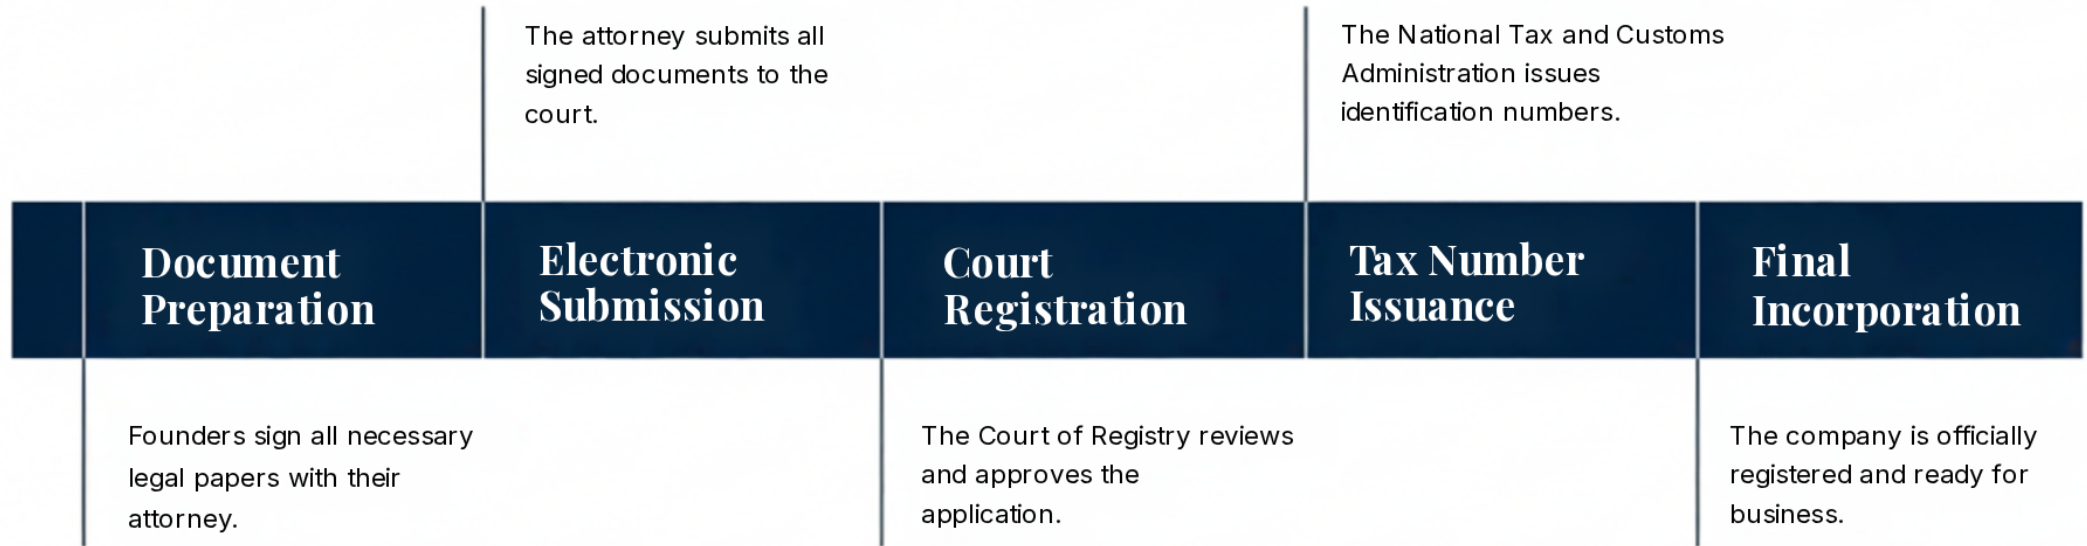 The attorney submits all
signed documents to the
court.
The National Tax and Customs
Administration issues
identification numbers.
Document
Preparation
Electronic
Submission
Court
Registration
Tax Number
Issuance
Final
Incorporation
Founders sign all necessary
legal papers with their
attorney.
The Court of Registry reviews
and approves the
application.
The company is officially
registered and ready for
business.